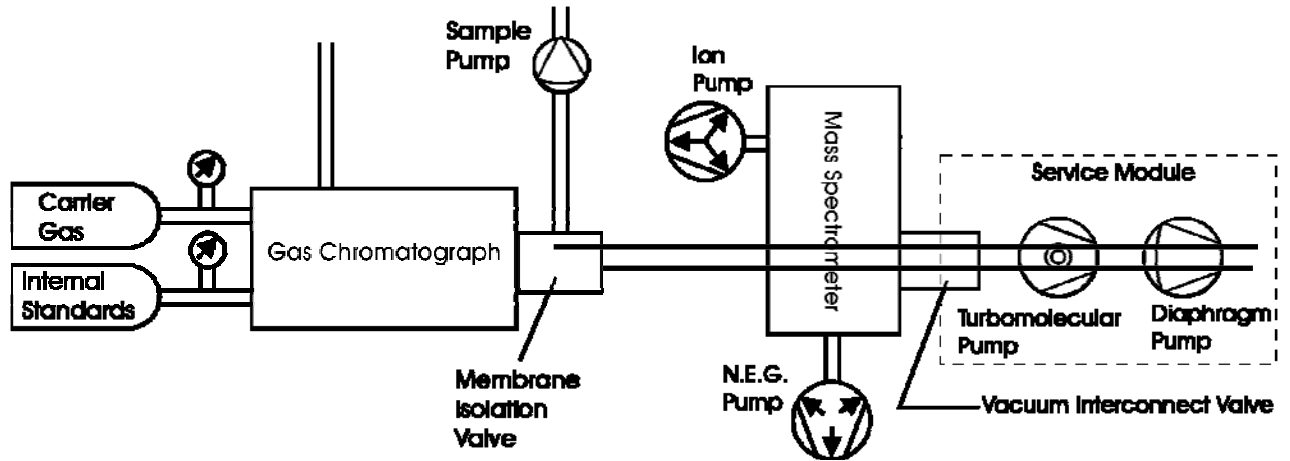 Sample
Pump
Ion
Pump
Mass Spectrometer
Service Module
Carrier
Gas
Gas Chromatograph
Internal
Standards
Turbomolecular
Pump
Diaphragm
Pump
Membrane
Isolation
Valve
N.E.G.
Pump
Vacuum Interconnect Valve